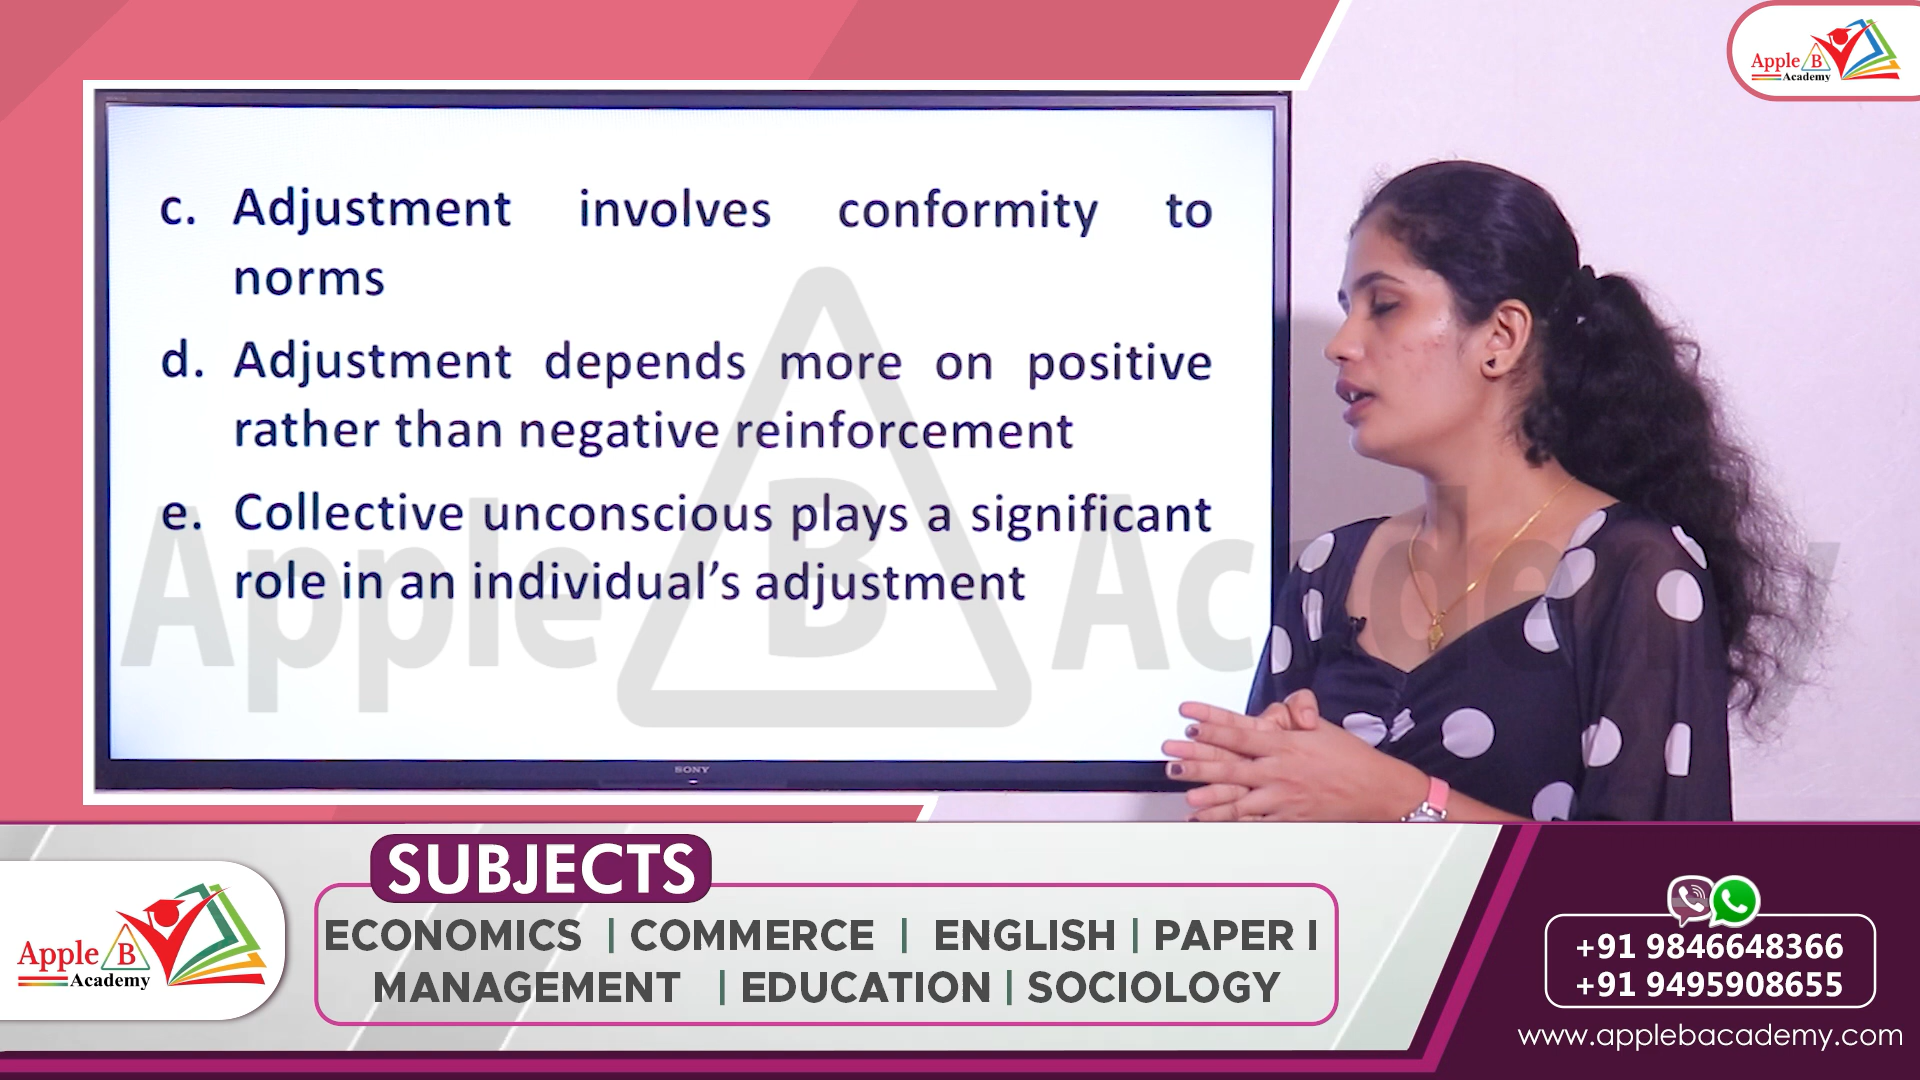 Apple B
Academy
c. Adjustment involves conformity to
norms
d. Adjustment depends more on positive
rather than negative reinforcement
e. Collective unconscious plays a significant
role in an individual’s adjustment
Apple B Academy
SONY
SUBJECTS
ECONOMICS | COMMERCE | ENGLISH | PAPER I
MANAGEMENT | EDUCATION | SOCIOLOGY
Apple B
Academy
+91 9846648366
+91 9495908655
www.applebacademy.com